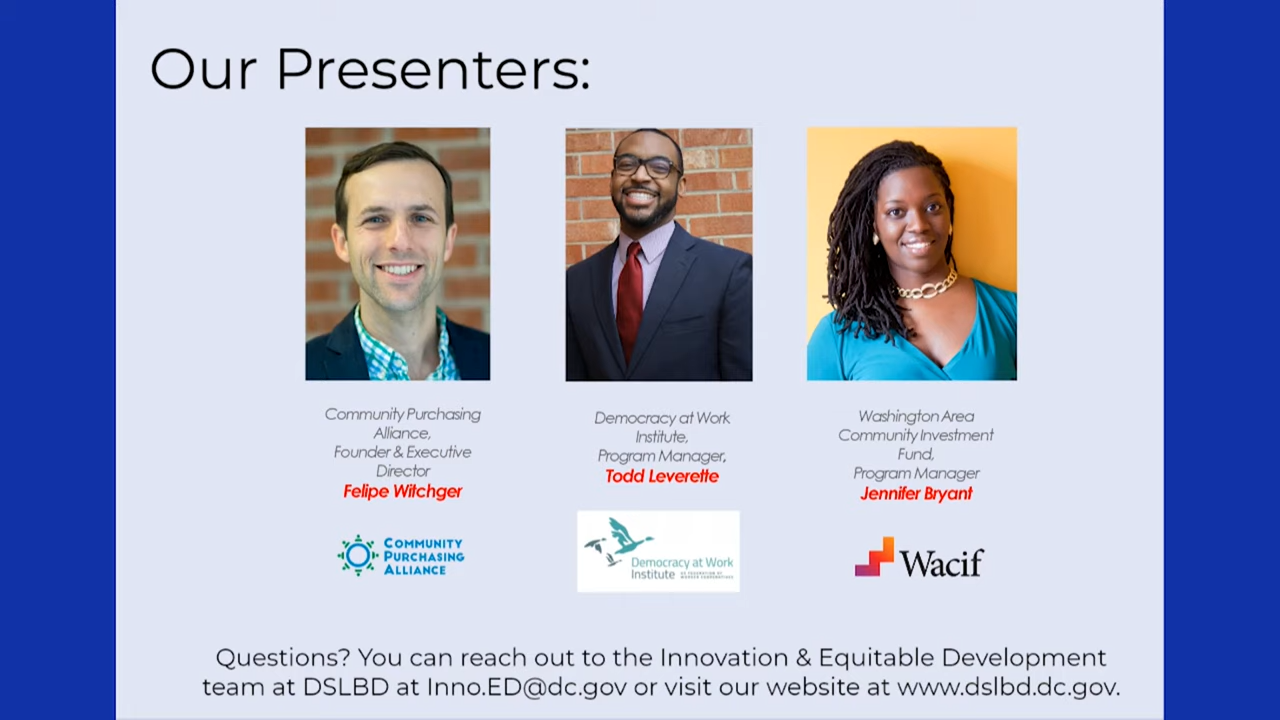 Our Presenters:
Community Purchasing
Alliance,
Founder & Executive
Director
Felipe Witchger
Democracy at Work
Institute,
Program Manager,
Todd Leverette
Washington Area
Community Investment
Fund,
Program Manager
Jennifer Bryant
COMMUNITY
PURCHASING
ALLIANCE
Democracy at Work
Institute
Wacif
Questions? You can reach out to the Innovation & Equitable Development
team at DSLBD at Inno.ED@dc.gov or visit our website at www.dslbd.dc.gov.